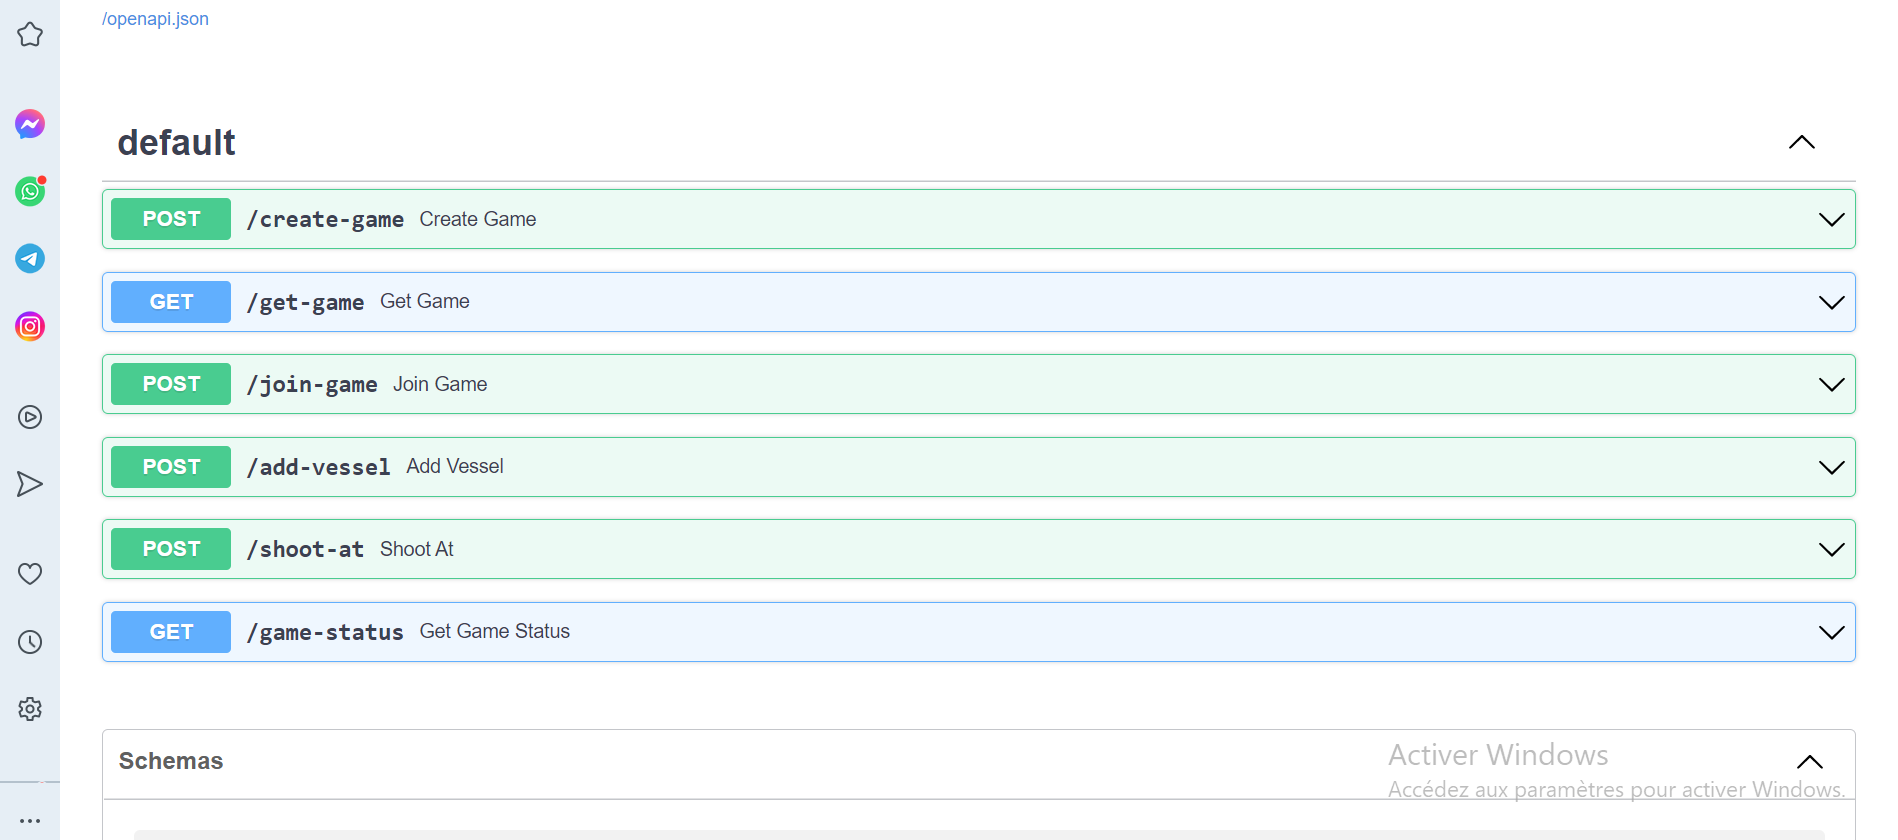 /openapi.json
default
POST /create-game Create Game
GET /get-game Get Game
POST /join-game Join Game
POST /add-vessel Add Vessel
POST /shoot-at Shoot At
GET /game-status Get Game Status
Schemas
Activer Windows
Accédez aux paramètres pour activer Windows.